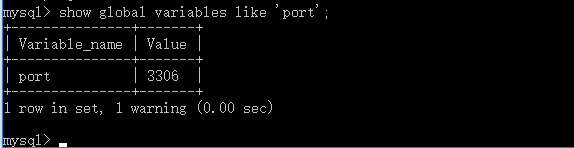 mysql> show global variables like 'port';
+---------------+-------+
| Variable_name | Value |
+---------------+-------+
| port          | 3306  |
+---------------+-------+
1 row in set, 1 warning (0.00 sec)
mysql> _